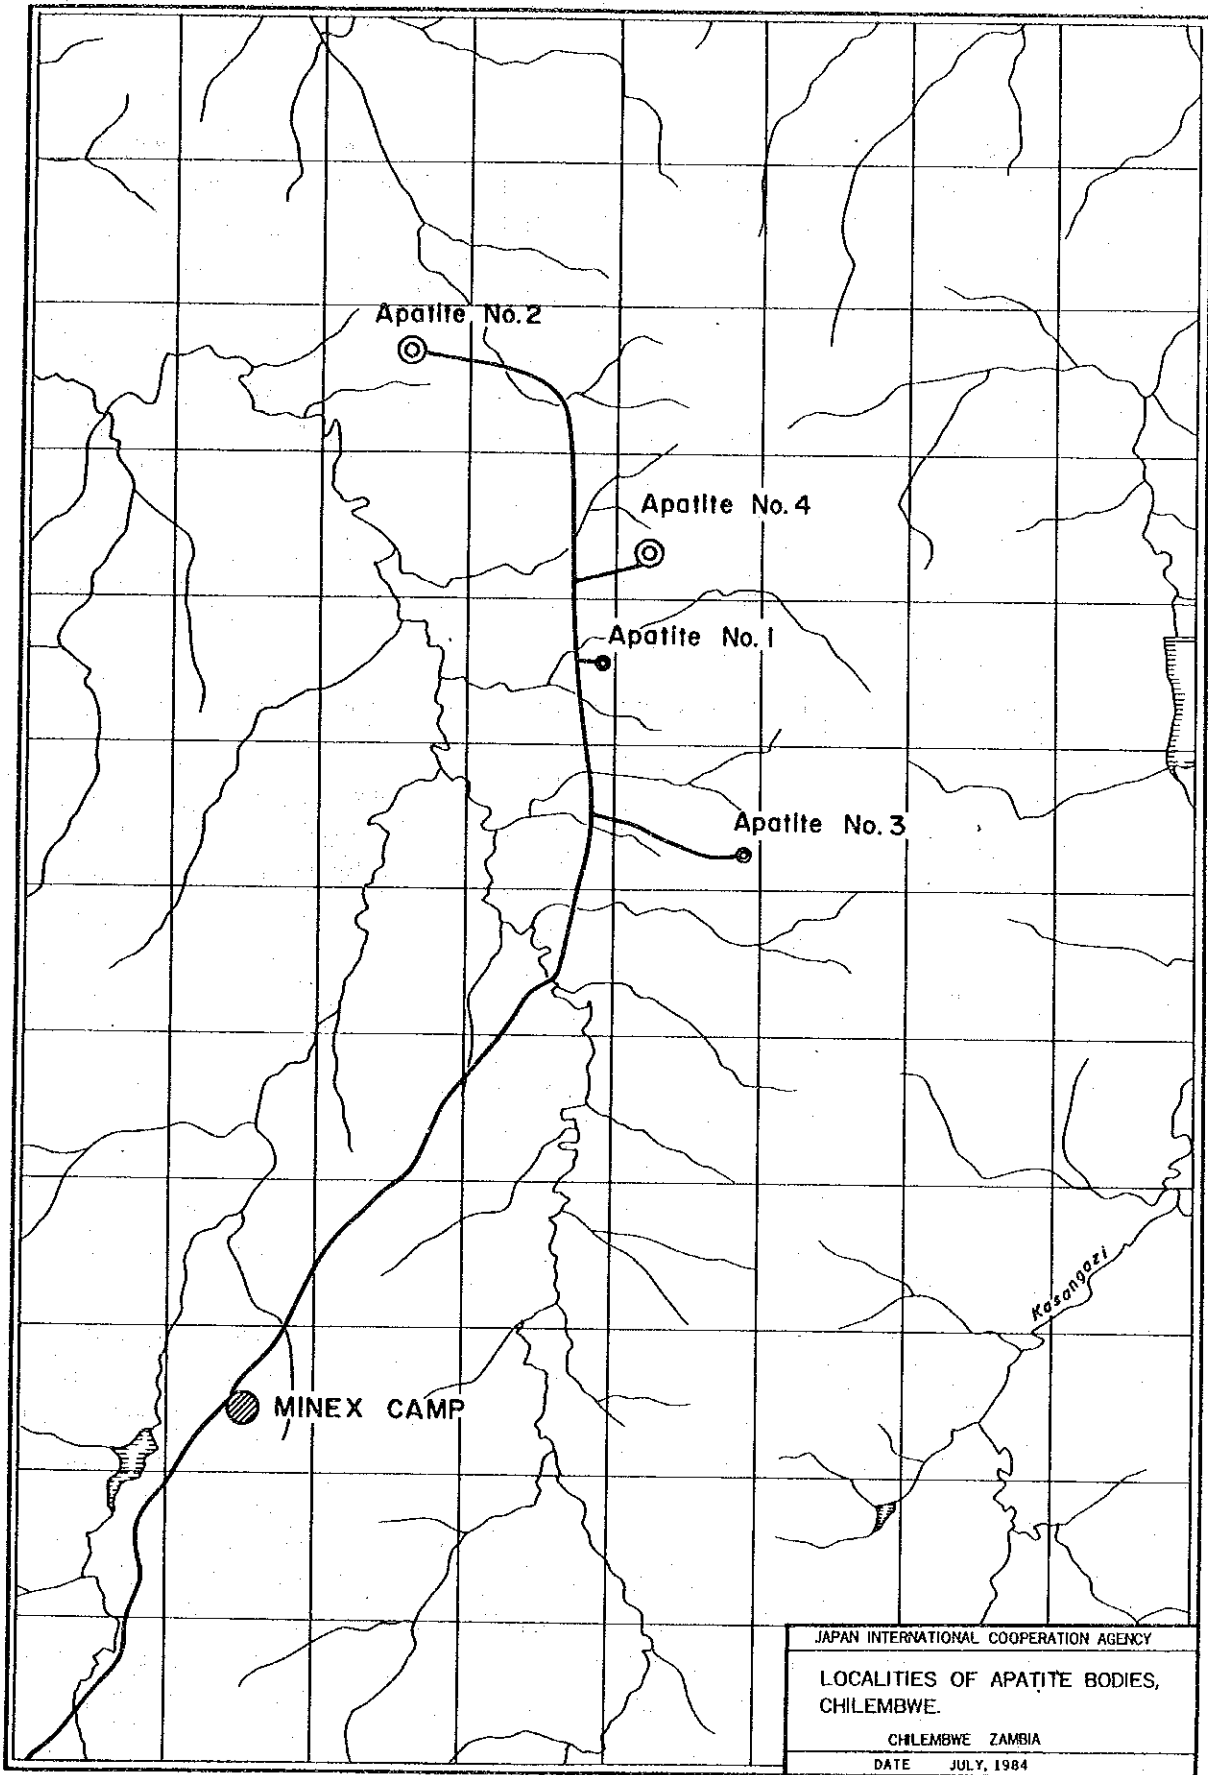 Apatite No. 2
Apatite No. 4
Apatite No. 1
Apatite No. 3
Kasangazi
MINEX CAMP
JAPAN INTERNATIONAL COOPERATION AGENCY
LOCALITIES OF APATITE BODIES,
CHILEMBWE.
CHILEMBWE ZAMBIA
DATE JULY, 1984